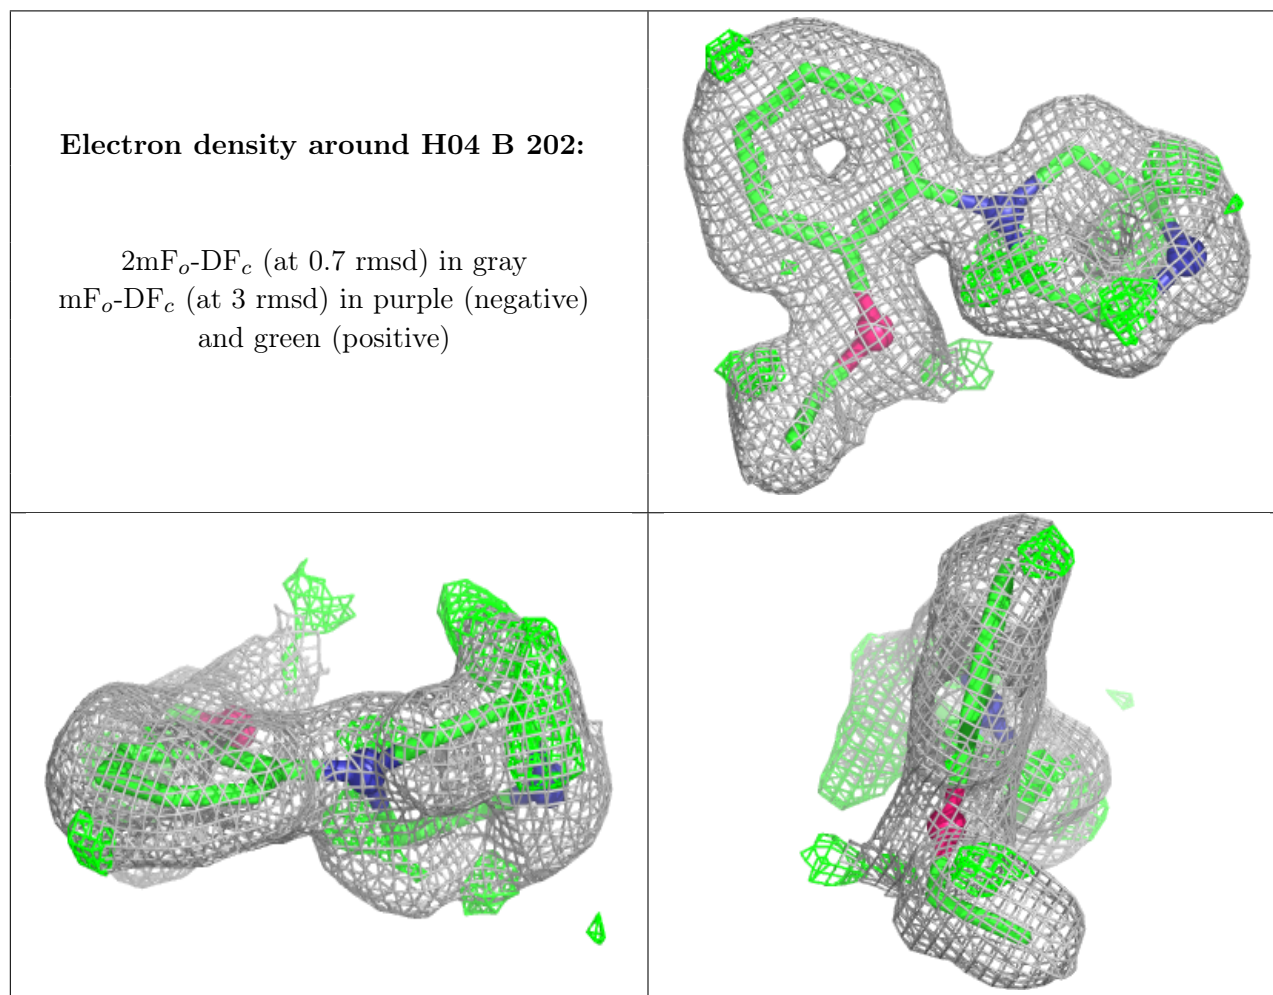 Electron density around H04 B 202:
2mFo-DFc (at 0.7 rmsd) in gray
mFo-DFc (at 3 rmsd) in purple (negative)
and green (positive)